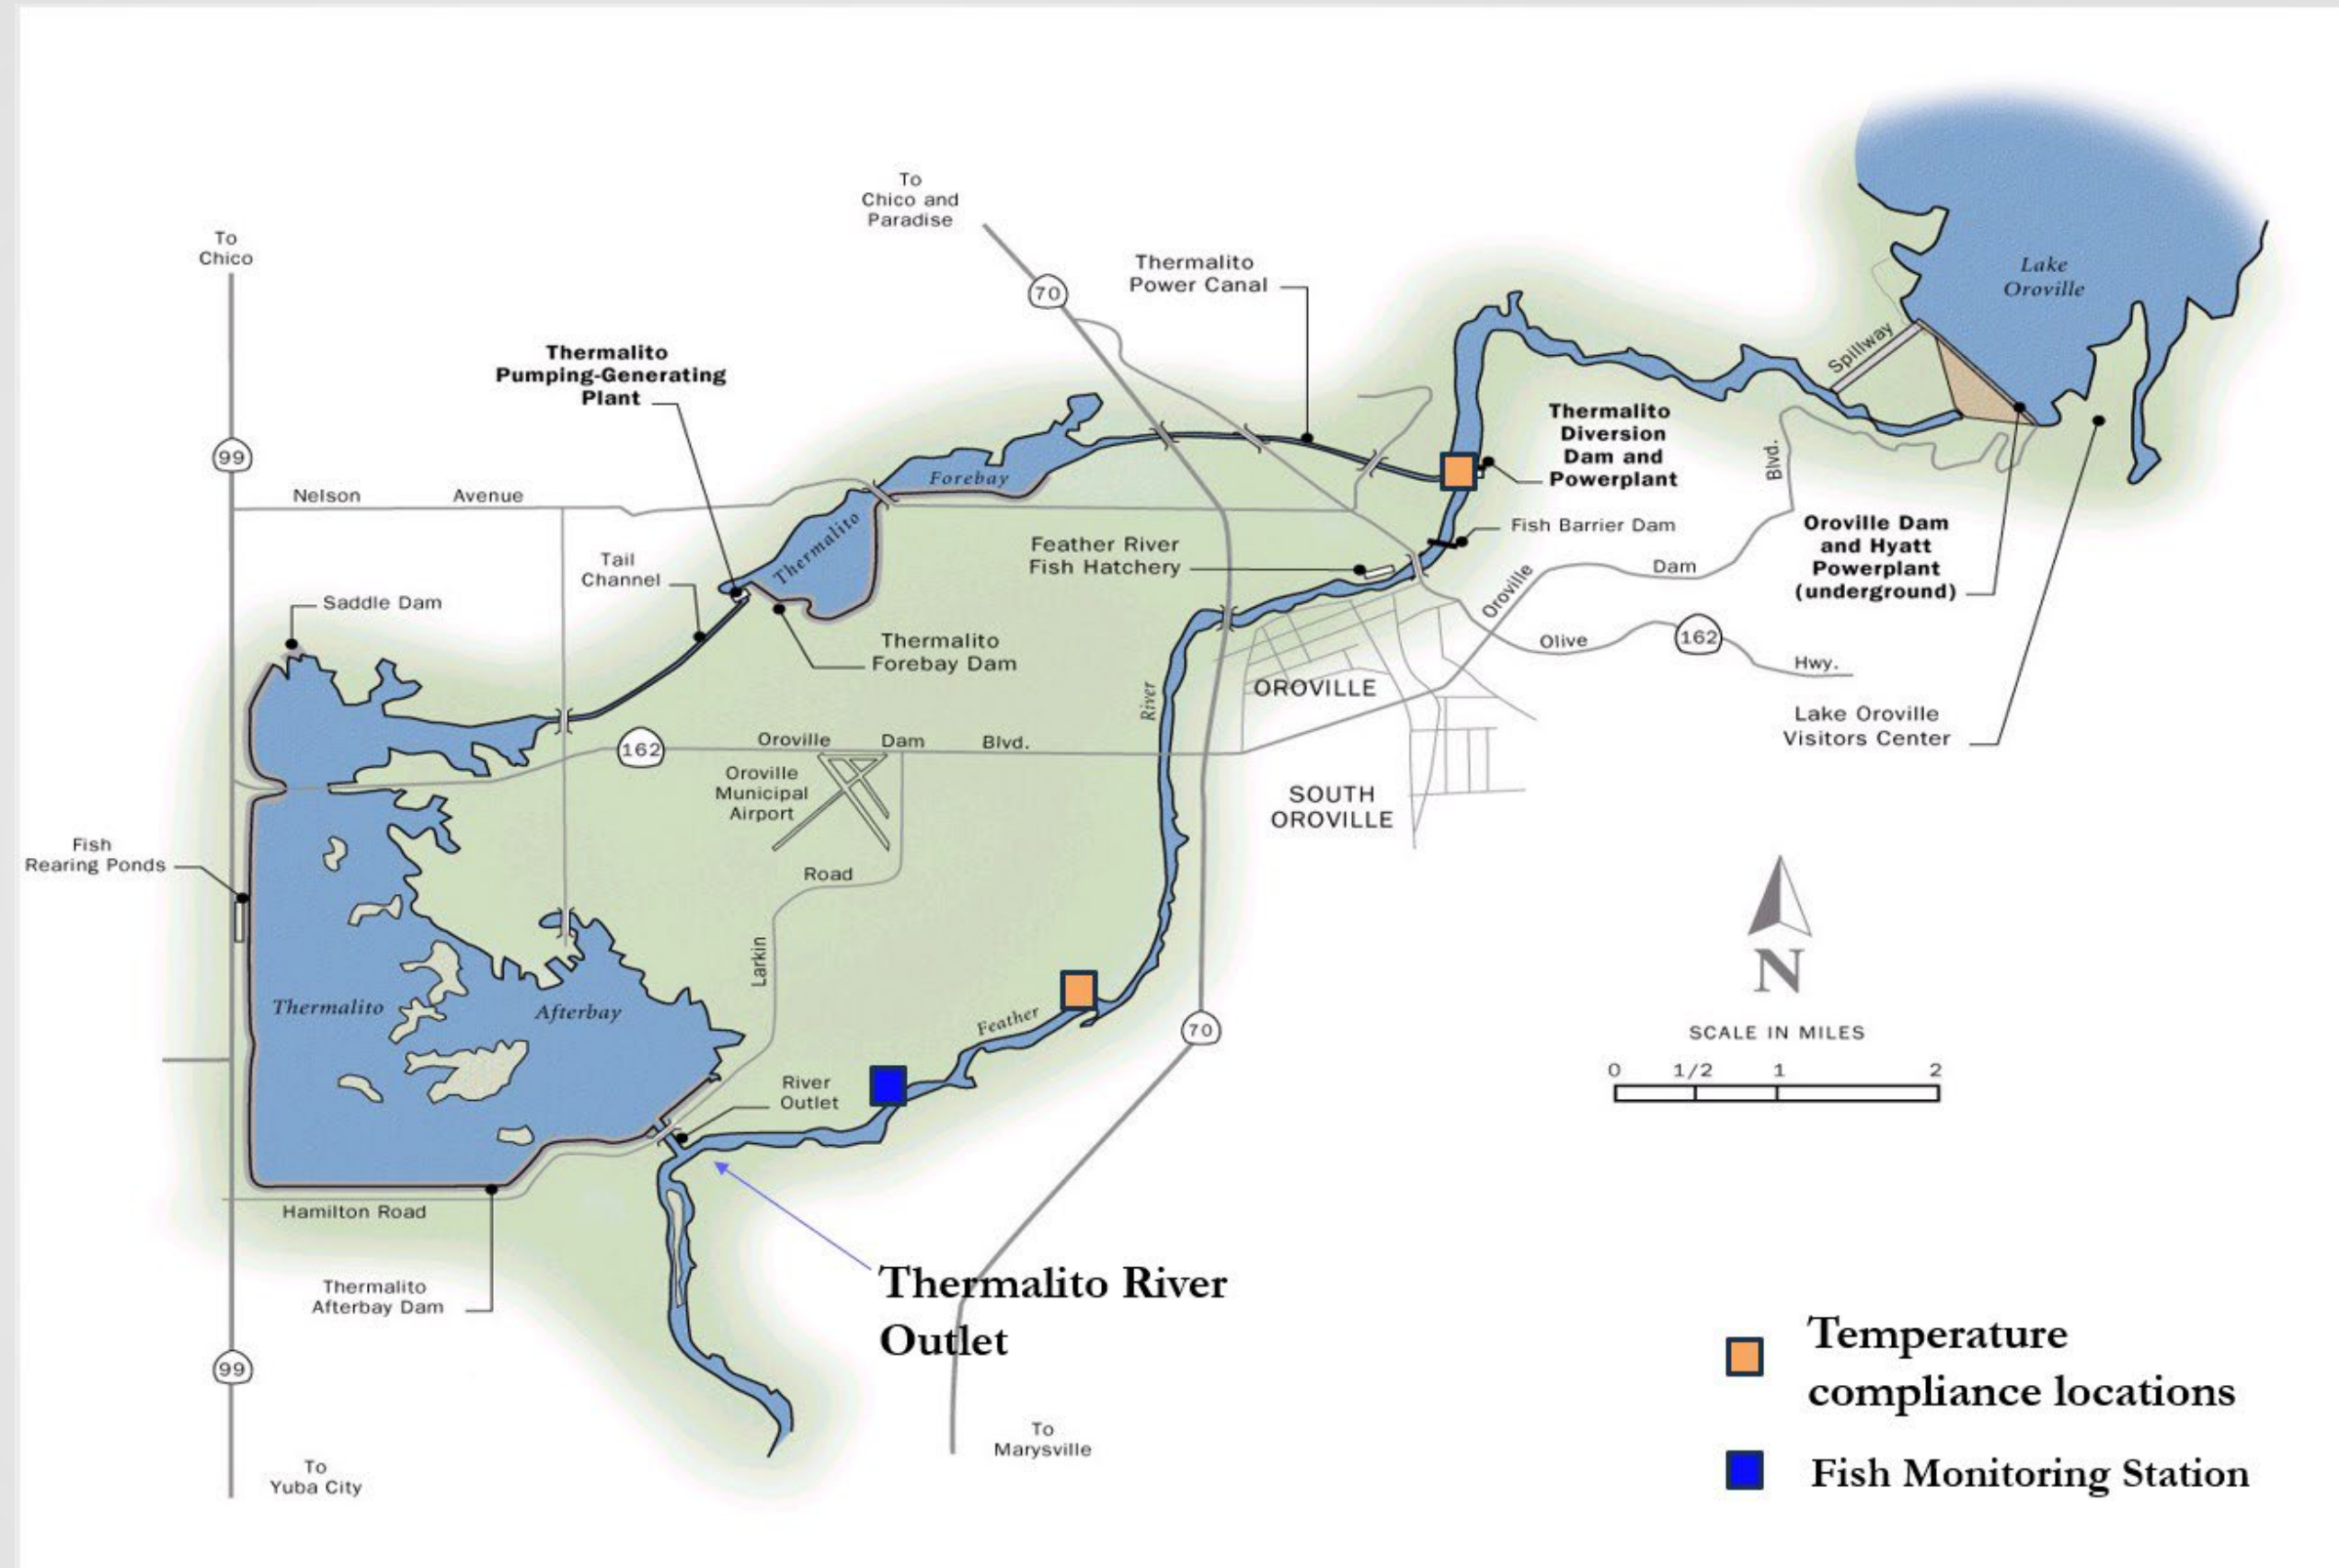 To
Chico and
Paradise
To
Chico
70
Thermalito
Power Canal
Lake
Oroville
Spillway
Thermalito
Pumping-Generating
Plant
99
Thermalito
Diversion
Dam and
Powerplant
Blvd.
Forebay
Nelson Avenue
Thermalito
Fish Barrier Dam
Oroville Dam
and Hyatt
Powerplant
(underground)
Feather River
Fish Hatchery
Tail
Channel
Dam
Oroville
Saddle Dam
Thermalito
Forebay Dam
Olive
162
Hwy.
River
OROVILLE
Lake Oroville
Visitors Center
162
Oroville Dam Blvd.
Oroville
Municipal
Airport
SOUTH
OROVILLE
Fish
Rearing Ponds
Road
Larkin
N
Thermalito Afterbay
Feather
70
SCALE IN MILES
0 1/2 1 2
River
Outlet
Hamilton Road
Thermalito
Afterbay Dam
Thermalito River
Outlet
99
Temperature
compliance locations
To
Marysville
To
Yuba City
Fish Monitoring Station